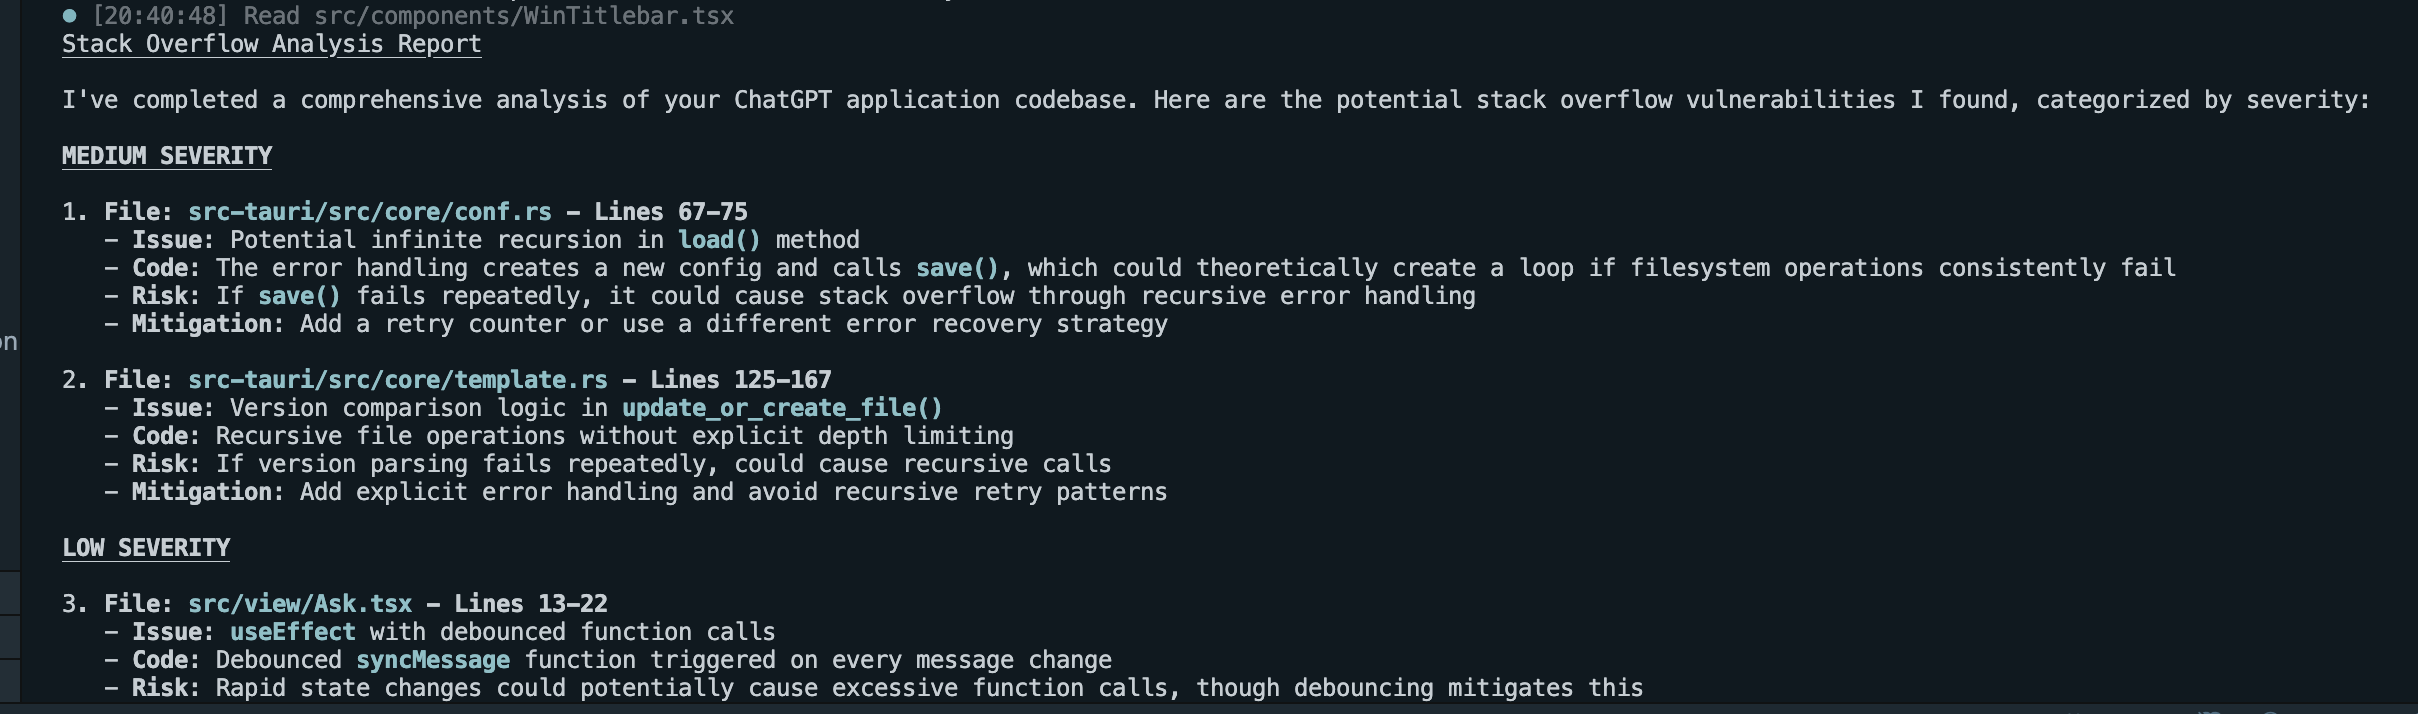 ● [20:40:48] Read src/components/WinTitlebar.tsx
Stack Overflow Analysis Report
I've completed a comprehensive analysis of your ChatGPT application codebase. Here are the potential stack overflow vulnerabilities I found, categorized by severity:
MEDIUM SEVERITY
1. File: src-tauri/src/core/conf.rs - Lines 67-75
- Issue: Potential infinite recursion in load() method
- Code: The error handling creates a new config and calls save(), which could theoretically create a loop if filesystem operations consistently fail
- Risk: If save() fails repeatedly, it could cause stack overflow through recursive error handling
- Mitigation: Add a retry counter or use a different error recovery strategy
on
2. File: src-tauri/src/core/template.rs - Lines 125-167
- Issue: Version comparison logic in update_or_create_file()
- Code: Recursive file operations without explicit depth limiting
- Risk: If version parsing fails repeatedly, could cause recursive calls
- Mitigation: Add explicit error handling and avoid recursive retry patterns
LOW SEVERITY
3. File: src/view/Ask.tsx - Lines 13-22
- Issue: useEffect with debounced function calls
- Code: Debounced syncMessage function triggered on every message change
- Risk: Rapid state changes could potentially cause excessive function calls, though debouncing mitigates this